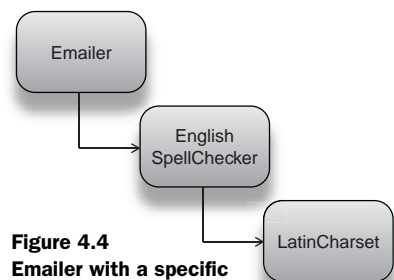 Emailer
English
SpellChecker
LatinCharset
Figure 4.4
Emailer with a specific